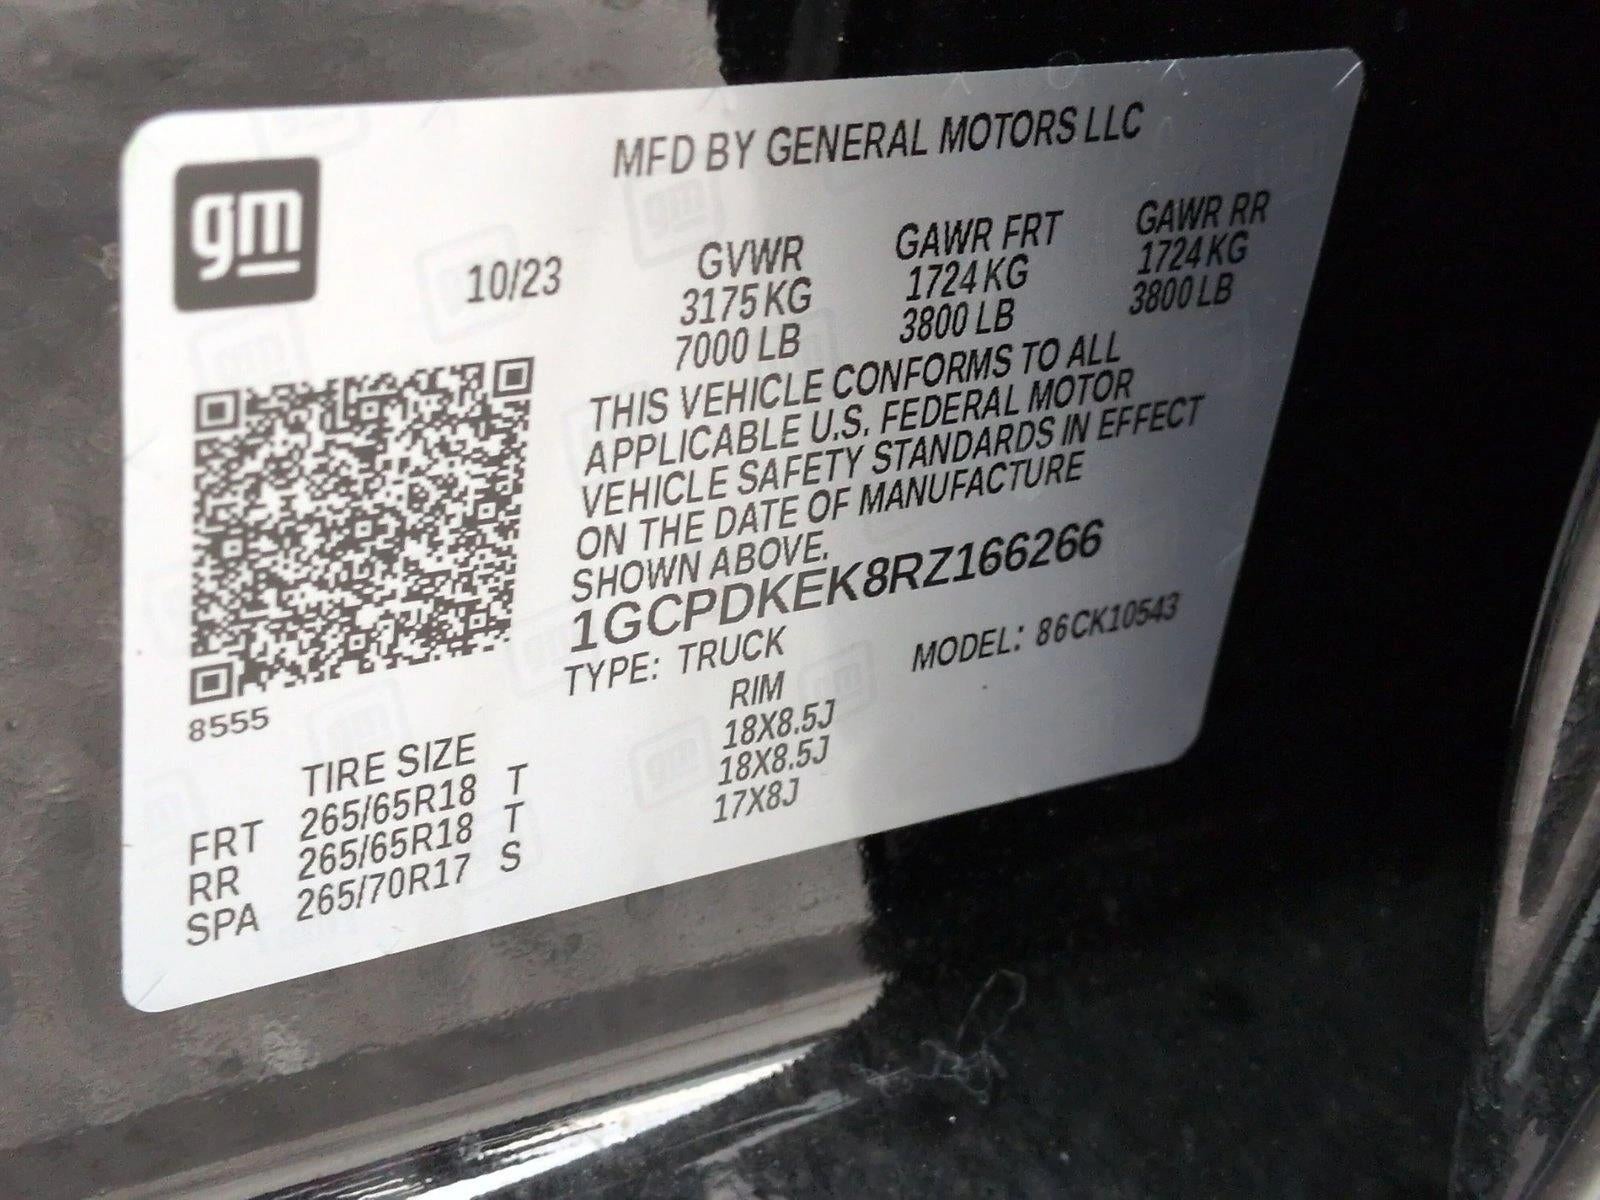 gm
MFD BY GENERAL MOTORS LLC
10/23
GVWR GAWR FRT GAWR RR
3175 KG 1724 KG 1724 KG
7000 LB 3800 LB 3800 LB
THIS VEHICLE CONFORMS TO ALL
APPLICABLE U.S. FEDERAL MOTOR
VEHICLE SAFETY STANDARDS IN EFFECT
ON THE DATE OF MANUFACTURE
SHOWN ABOVE.
1GCPDKEK8RZ166266
TYPE: TRUCK MODEL: 86CK10543
8555
TIRE SIZE RIM
FRT 265/65R18 T 18X8.5J
RR 265/65R18 T 18X8.5J
SPA 265/70R17 S 17X8J